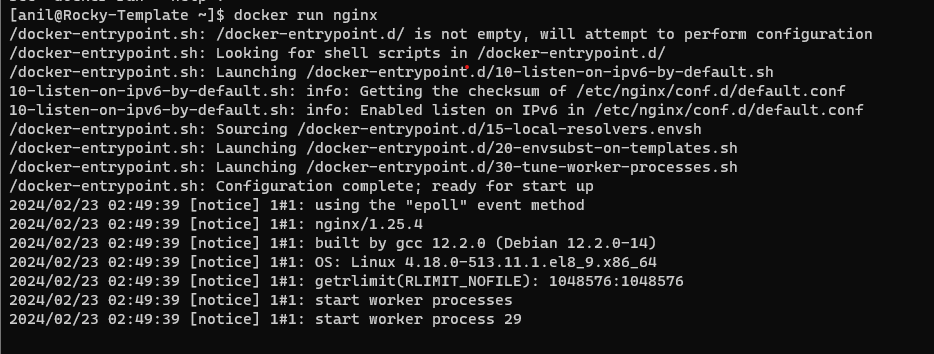 [anil@Rocky-Template ~]$ docker run nginx
/docker-entrypoint.sh: /docker-entrypoint.d/ is not empty, will attempt to perform configuration
/docker-entrypoint.sh: Looking for shell scripts in /docker-entrypoint.d/
/docker-entrypoint.sh: Launching /docker-entrypoint.d/10-listen-on-ipv6-by-default.sh
10-listen-on-ipv6-by-default.sh: info: Getting the checksum of /etc/nginx/conf.d/default.conf
10-listen-on-ipv6-by-default.sh: info: Enabled listen on IPv6 in /etc/nginx/conf.d/default.conf
/docker-entrypoint.sh: Sourcing /docker-entrypoint.d/15-local-resolvers.envsh
/docker-entrypoint.sh: Launching /docker-entrypoint.d/20-envsubst-on-templates.sh
/docker-entrypoint.sh: Launching /docker-entrypoint.d/30-tune-worker-processes.sh
/docker-entrypoint.sh: Configuration complete; ready for start up
2024/02/23 02:49:39 [notice] 1#1: using the "epoll" event method
2024/02/23 02:49:39 [notice] 1#1: nginx/1.25.4
2024/02/23 02:49:39 [notice] 1#1: built by gcc 12.2.0 (Debian 12.2.0-14)
2024/02/23 02:49:39 [notice] 1#1: OS: Linux 4.18.0-513.11.1.el8_9.x86_64
2024/02/23 02:49:39 [notice] 1#1: getrlimit(RLIMIT_NOFILE): 1048576:1048576
2024/02/23 02:49:39 [notice] 1#1: start worker processes
2024/02/23 02:49:39 [notice] 1#1: start worker process 29